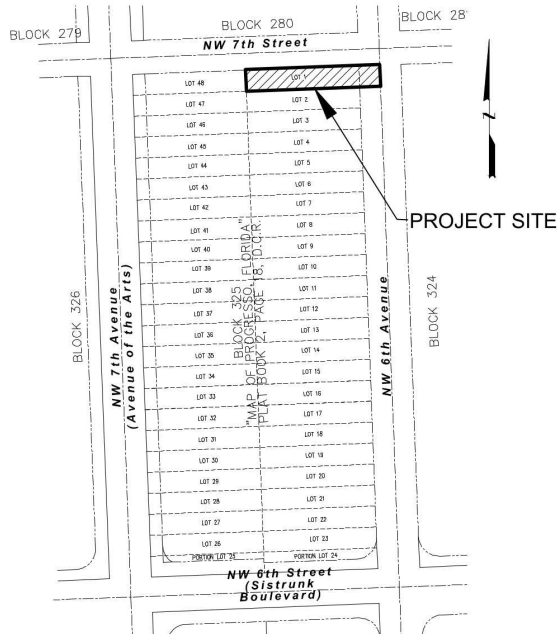 BLOCK 279
BLOCK 280
BLOCK 28
NW 7th Street
LOT 48
LOT 1
LOT 47
LOT 2
LOT 46
LOT 3
LOT 45
LOT 4
LOT 44
LOT 5
LOT 43
LOT 6
LOT 42
LOT 7
LOT 41
LOT 8
LOT 40
LOT 9
LOT 39
LOT 10
LOT 38
LOT 11
LOT 37
LOT 12
LOT 36
LOT 13
LOT 35
LOT 14
LOT 34
LOT 15
LOT 33
LOT 16
LOT 32
LOT 17
LOT 31
LOT 18
LOT 30
LOT 19
LOT 29
LOT 20
LOT 28
LOT 21
LOT 27
LOT 22
LOT 26
LOT 23
PORTION LOT 25
PORTION LOT 24
N
PROJECT SITE
BLOCK 326
NW 7th Avenue
(Avenue of the Arts)
BLOCK 325
"MAP OF PROGRESSO, FLORIDA"
PLAT BOOK 2, PAGE 18, D.C.R.
NW 6th Avenue
BLOCK 324
NW 6th Street
(Sistrunk
Boulevard)